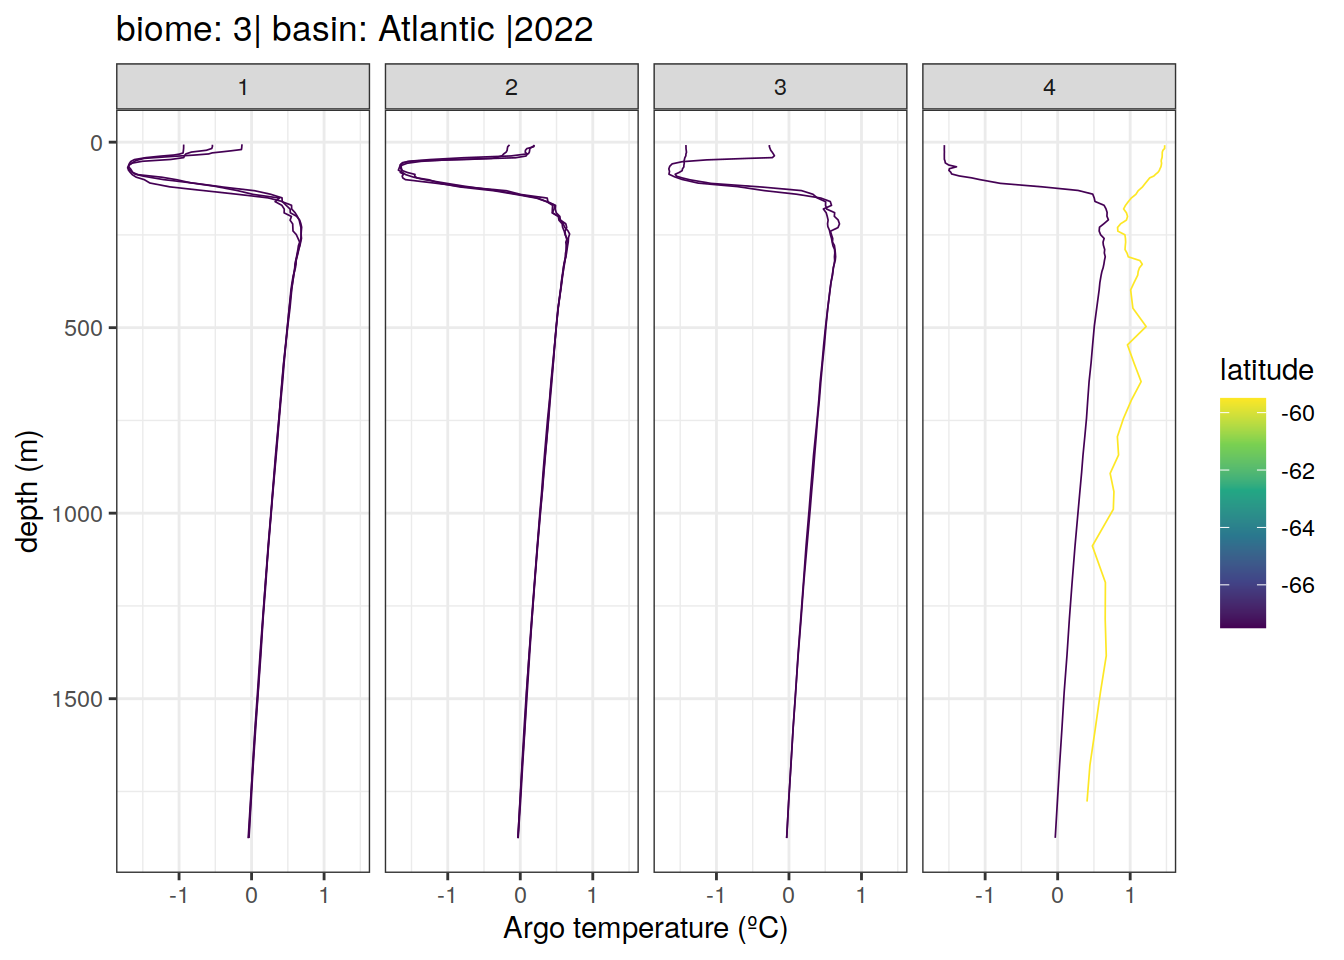 biome: 3| basin: Atlantic |2022
1 2 3 4
0
500
1000
1500
depth (m)
-1 0 1 -1 0 1 -1 0 1 -1 0 1
Argo temperature (ºC)
latitude
-60
-62
-64
-66